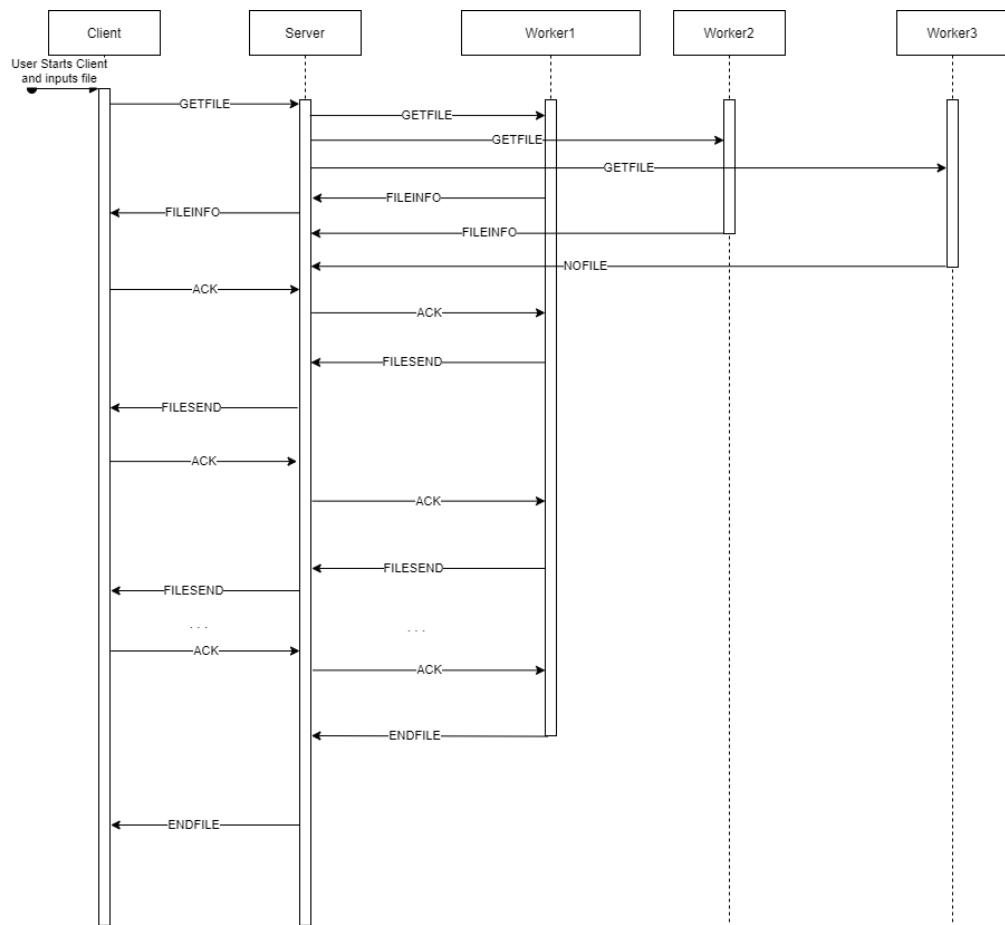 Client
Server
Worker1
Worker2
Worker3
User Starts Client
and inputs file
GETFILE
GETFILE
GETFILE
GETFILE
FILEINFO
FILEINFO
FILEINFO
NOFILE
ACK
ACK
FILESEND
FILESEND
ACK
ACK
FILESEND
FILESEND
. . .
. . .
ACK
ACK
ENDFILE
ENDFILE